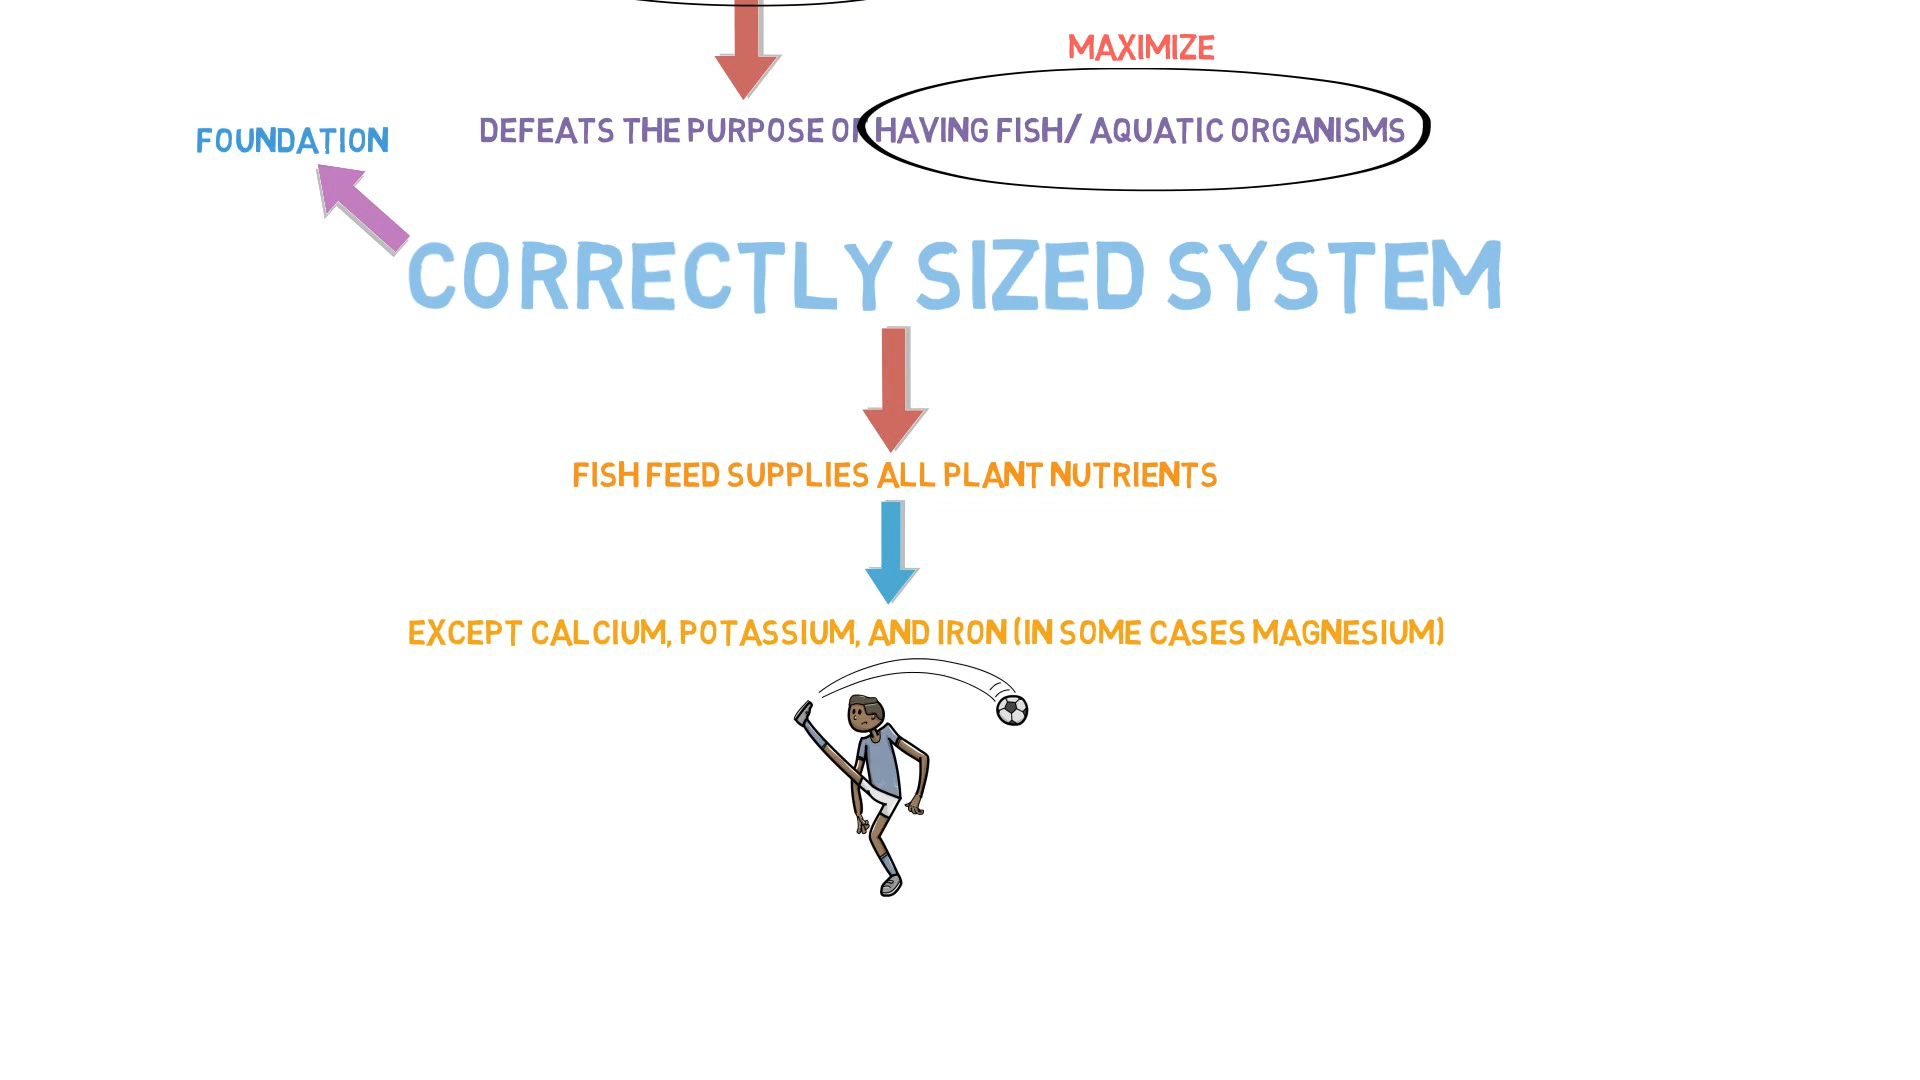 MAXIMIZE
FOUNDATION
DEFEATS THE PURPOSE OF HAVING FISH/ AQUATIC ORGANISMS
CORRECTLY SIZED SYSTEM
FISH FEED SUPPLIES ALL PLANT NUTRIENTS
EXCEPT CALCIUM, POTASSIUM, AND IRON (IN SOME CASES MAGNESIUM)